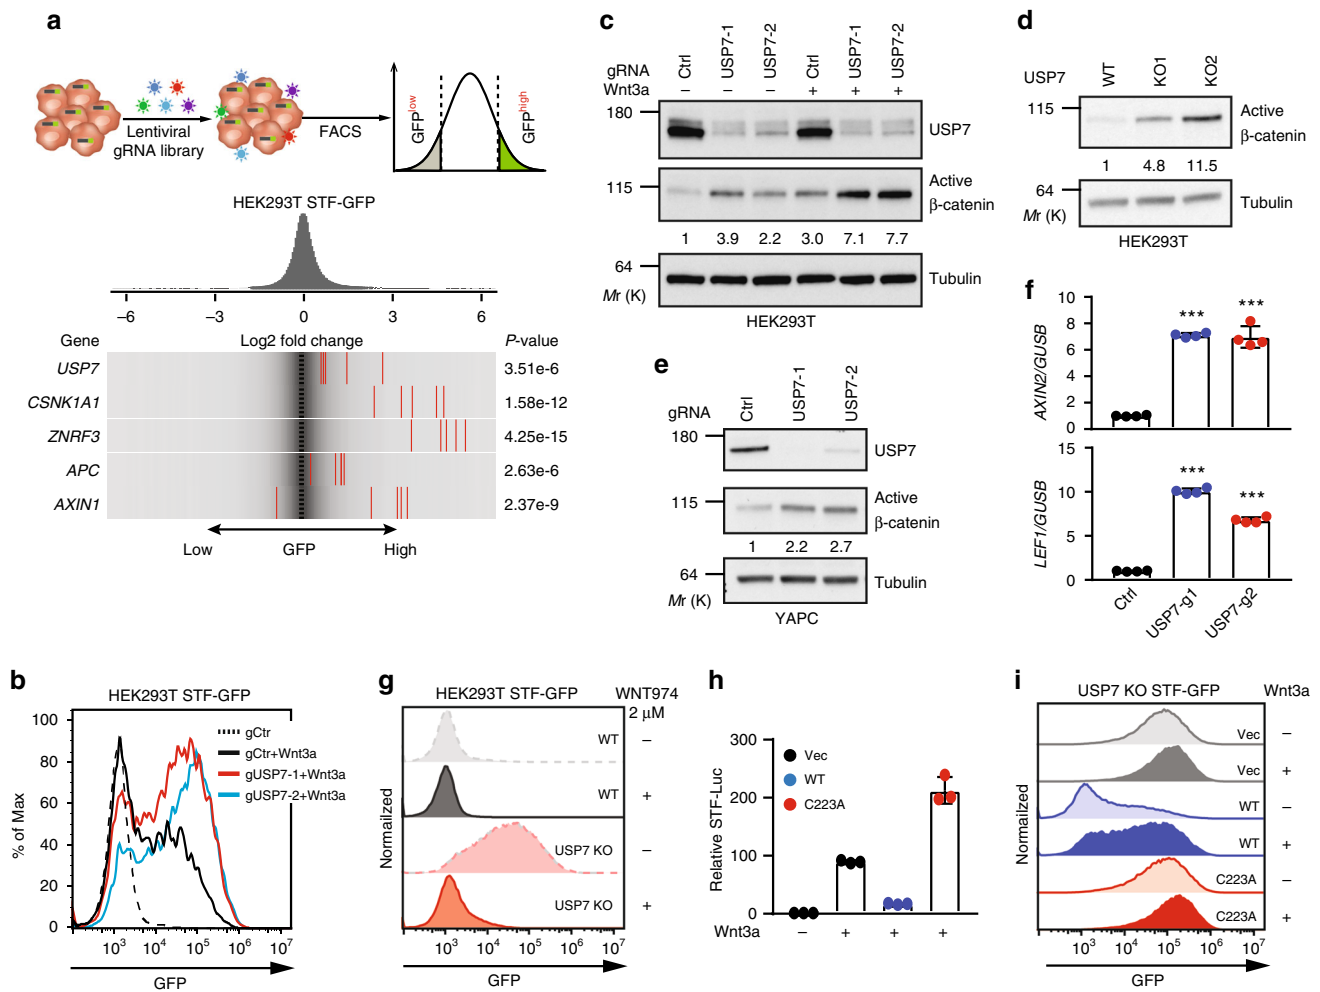 a
Lentiviral
gRNA library
FACS
GFPlow
GFPhigh
HEK293T STF-GFP
−6 −3 0 3 6
Gene Log2 fold change P-value
USP7 3.51e-6
CSNK1A1 1.58e-12
ZNRF3 4.25e-15
APC 2.63e-6
AXIN1 2.37e-9
Low GFP High
b
HEK293T STF-GFP
% of Max
100
80
60
40
20
0
gCtr
gCtr+Wnt3a
gUSP7-1+Wnt3a
gUSP7-2+Wnt3a
103 104 105 106 107
GFP
c
gRNA Ctrl USP7-1 USP7-2 Ctrl USP7-1 USP7-2
Wnt3a − − − + + +
180
USP7
115
Active
β-catenin
1 3.9 2.2 3.0 7.1 7.7
64
Tubulin
Mr (K)
HEK293T
d
USP7 WT KO1 KO2
115
Active
β-catenin
1 4.8 11.5
64
Tubulin
Mr (K)
HEK293T
e
gRNA Ctrl USP7-1 USP7-2
180
USP7
115
Active
β-catenin
1 2.2 2.7
64
Tubulin
Mr (K)
YAPC
f
AXIN2/GUSB
10
8
6
4
2
0
*** ***
LEF1/GUSB
15
10
5
0
*** ***
Ctrl USP7-g1 USP7-g2
g
HEK293T STF-GFP WNT974
2 μM
Normailzed
WT −
WT +
USP7 KO −
USP7 KO +
103 104 105 106 107
GFP
h
Relative STF-Luc
300
200
100
0
Vec
WT
C223A
Wnt3a − + + +
i
USP7 KO STF-GFP Wnt3a
Normailzed
Vec −
Vec +
WT −
WT +
C223A −
C223A +
103 104 105 106 107
GFP